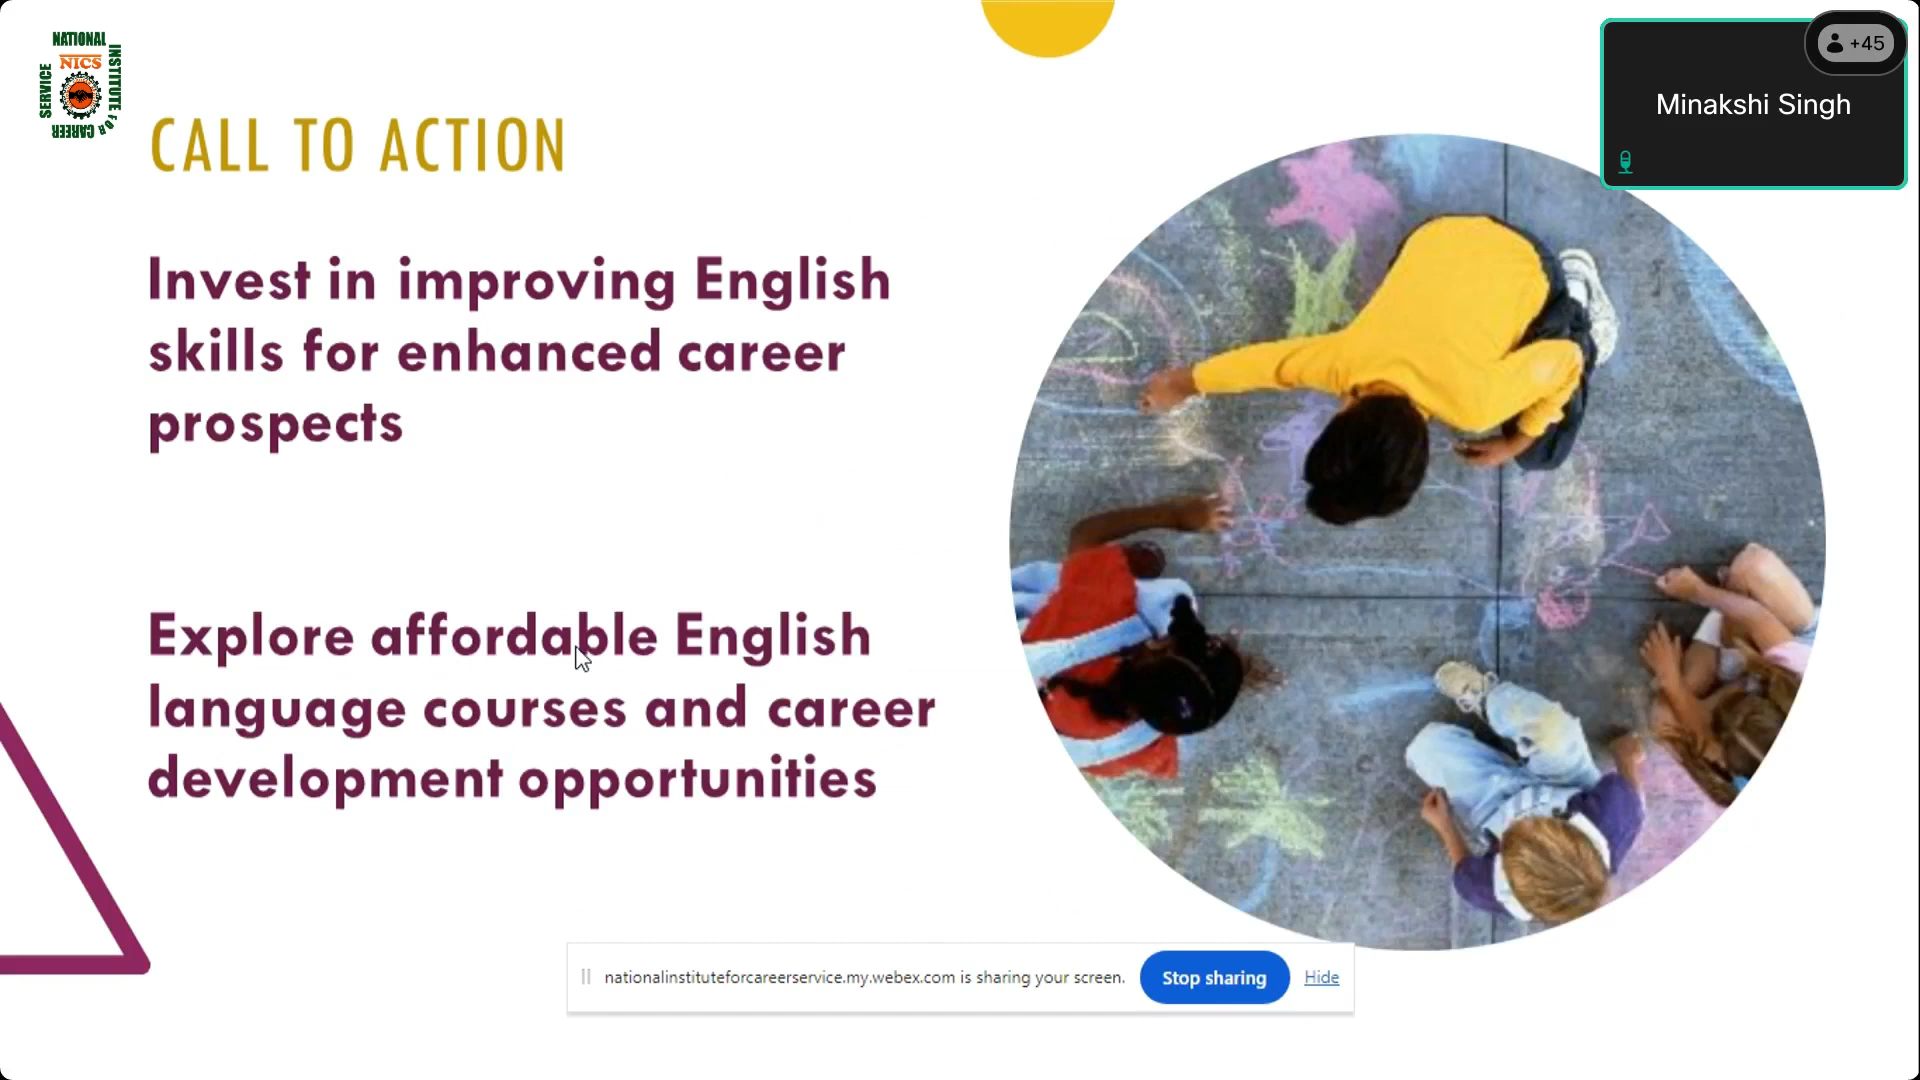 NATIONAL
INSTITUTE FOR
CAREER
SERVICE
NICS
+45
Minakshi Singh
CALL TO ACTION
Invest in improving English
skills for enhanced career
prospects
Explore affordable English
language courses and career
development opportunities
nationalinstituteforcareerservice.my.webex.com is sharing your screen.
Stop sharing
Hide